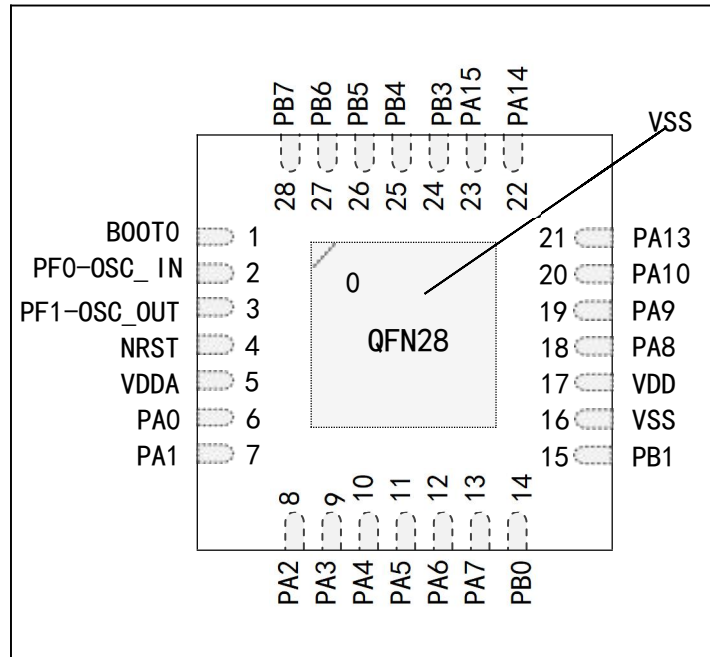 PB7 PB6 PB5 PB4 PB3 PA15 PA14
VSS
28 27 26 25 24 23 22
BOOT0 1
PF0-OSC_IN 2
PF1-OSC_OUT 3
NRST 4
VDDA 5
PA0 6
PA1 7
0
QFN28
21 PA13
20 PA10
19 PA9
18 PA8
17 VDD
16 VSS
15 PB1
8 9 10 11 12 13 14
PA2 PA3 PA4 PA5 PA6 PA7 PB0